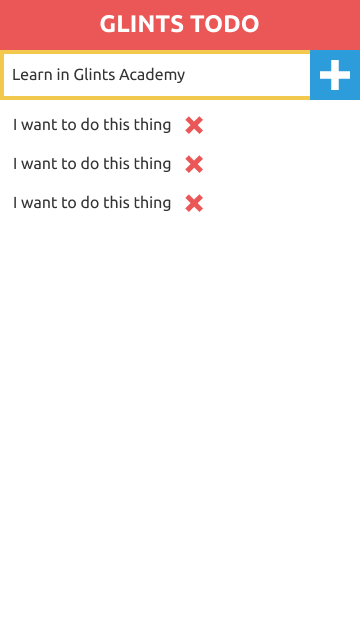 GLINTS TODO
Learn in Glints Academy
I want to do this thing
I want to do this thing
I want to do this thing